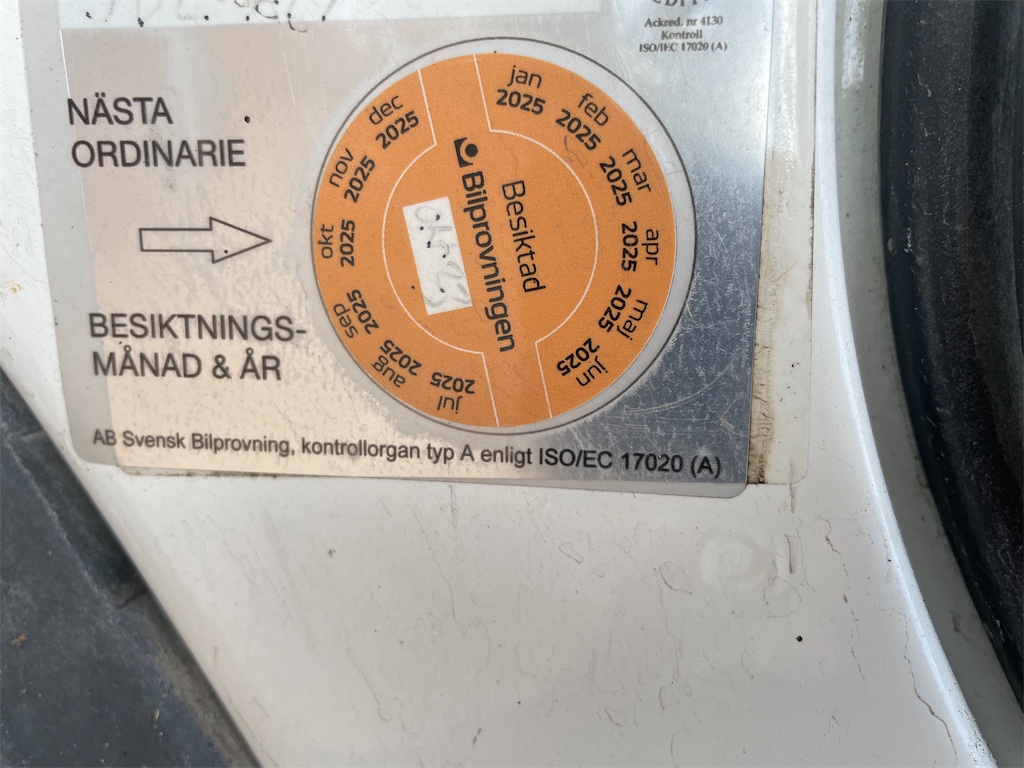 Ackred. nr 4130
Kontroll
ISO/IEC 17020 (A)
NÄSTA
ORDINARIE
BESIKTNINGS-
MÅNAD & ÅR
jan
2025
feb
2025
mar
2025
apr
2025
maj
2025
jun
2025
jul
2025
aug
2025
sep
2025
okt
2025
nov
2025
dec
2025
Besiktad
Bilprovningen
AB Svensk Bilprovning, kontrollorgan typ A enligt ISO/EC 17020 (A)